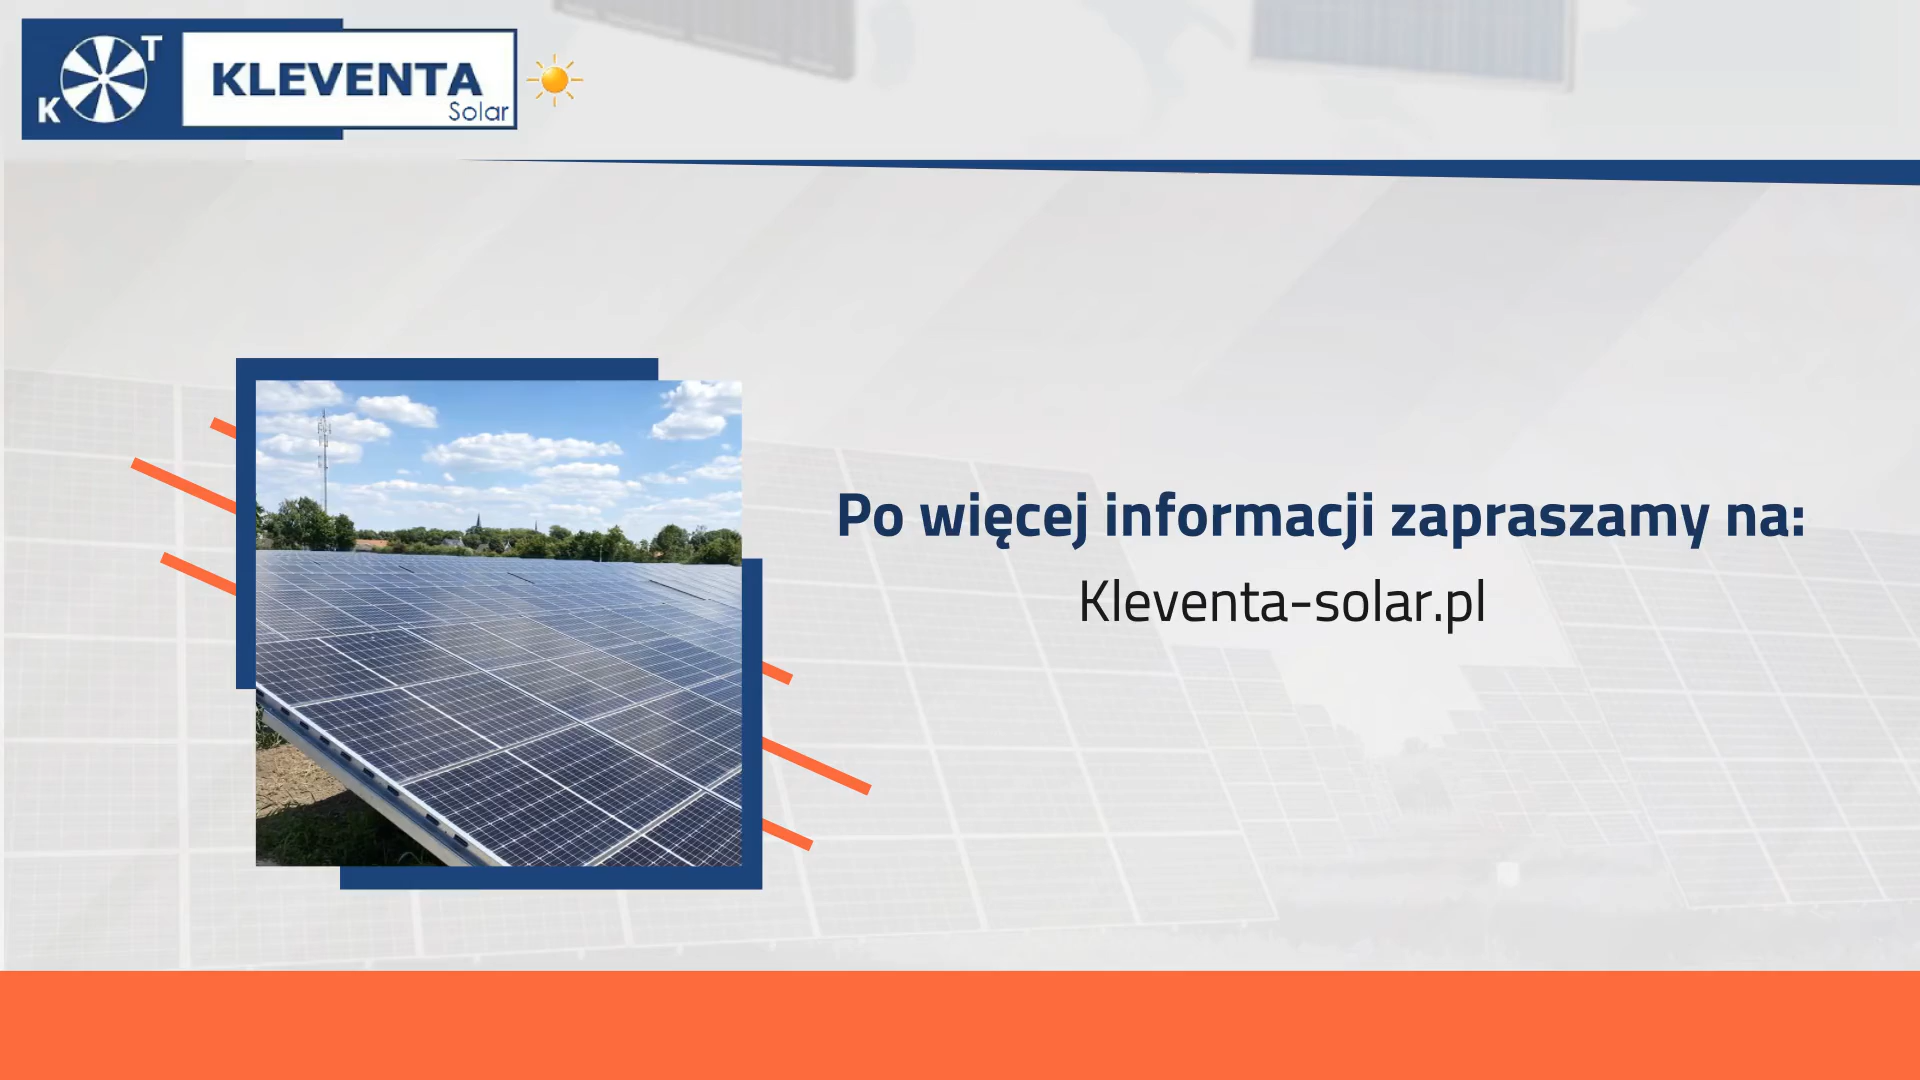 K T
KLEVENTA
Solar
Po więcej informacji zapraszamy na:
Kleventa-solar.pl